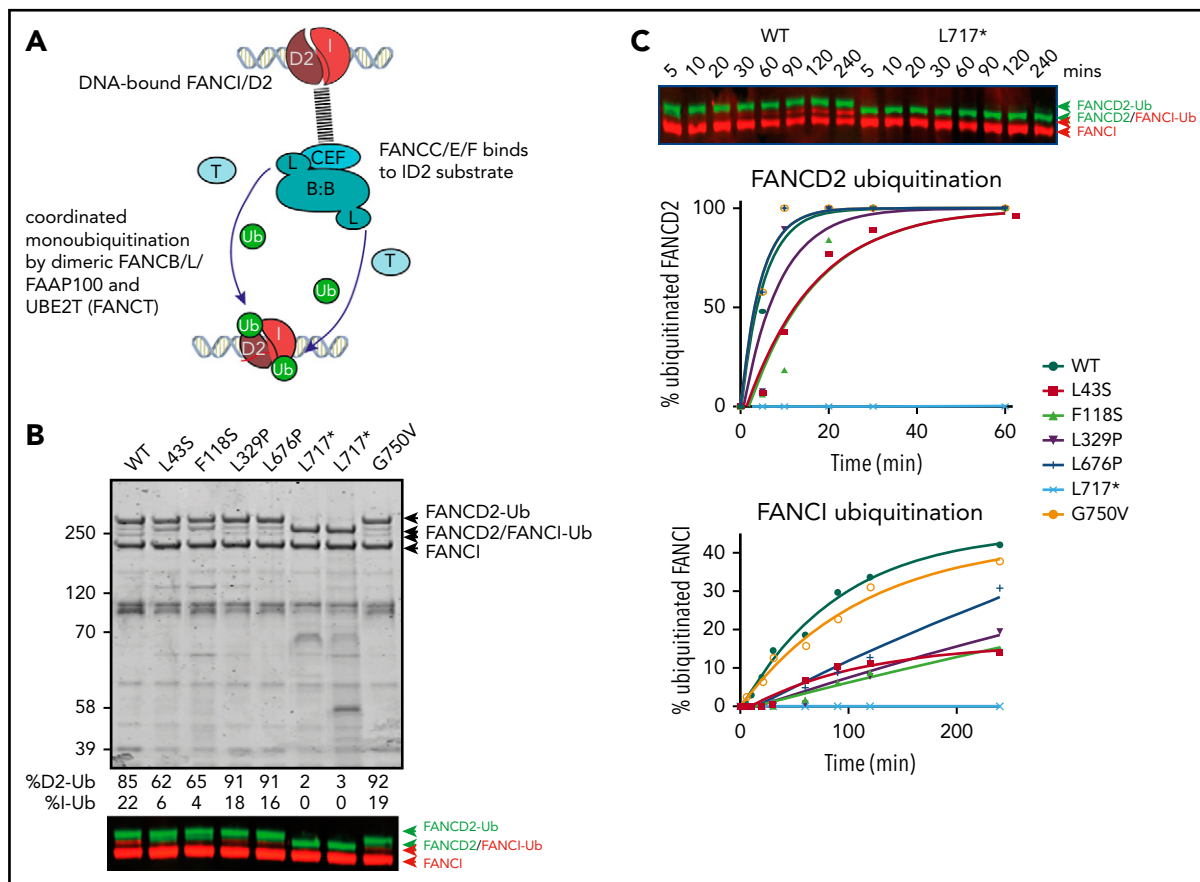 A
D2
I
DNA-bound FANCI/D2
T
L
CEF
B:B
L
FANCC/E/F binds
to ID2 substrate
coordinated
monoubiquitination
by dimeric FANCB/L/
FAAP100 and
UBE2T (FANCT)
Ub
T
Ub
Ub
I
D2
Ub
B
WT L43S F118S L329P L676P L717* L717* G750V
250
120
70
58
39
FANCD2-Ub
FANCD2/FANCI-Ub
FANCI
%D2-Ub 85 62 65 91 91 2 3 92
%I-Ub 22 6 4 18 16 0 0 19
FANCD2-Ub
FANCD2/FANCI-Ub
FANCI
C
WT L717*
5 10 20 30 60 90 120 240 5 10 20 30 60 90 120 240 mins
FANCD2-Ub
FANCD2/FANCI-Ub
FANCI
FANCD2 ubiquitination
% ubiquitinated FANCD2
100
50
0
0 20 40 60
Time (min)
FANCI ubiquitination
% ubiquitinated FANCI
40
30
20
10
0
0 100 200
Time (min)
WT
L43S
F118S
L329P
L676P
L717*
G750V